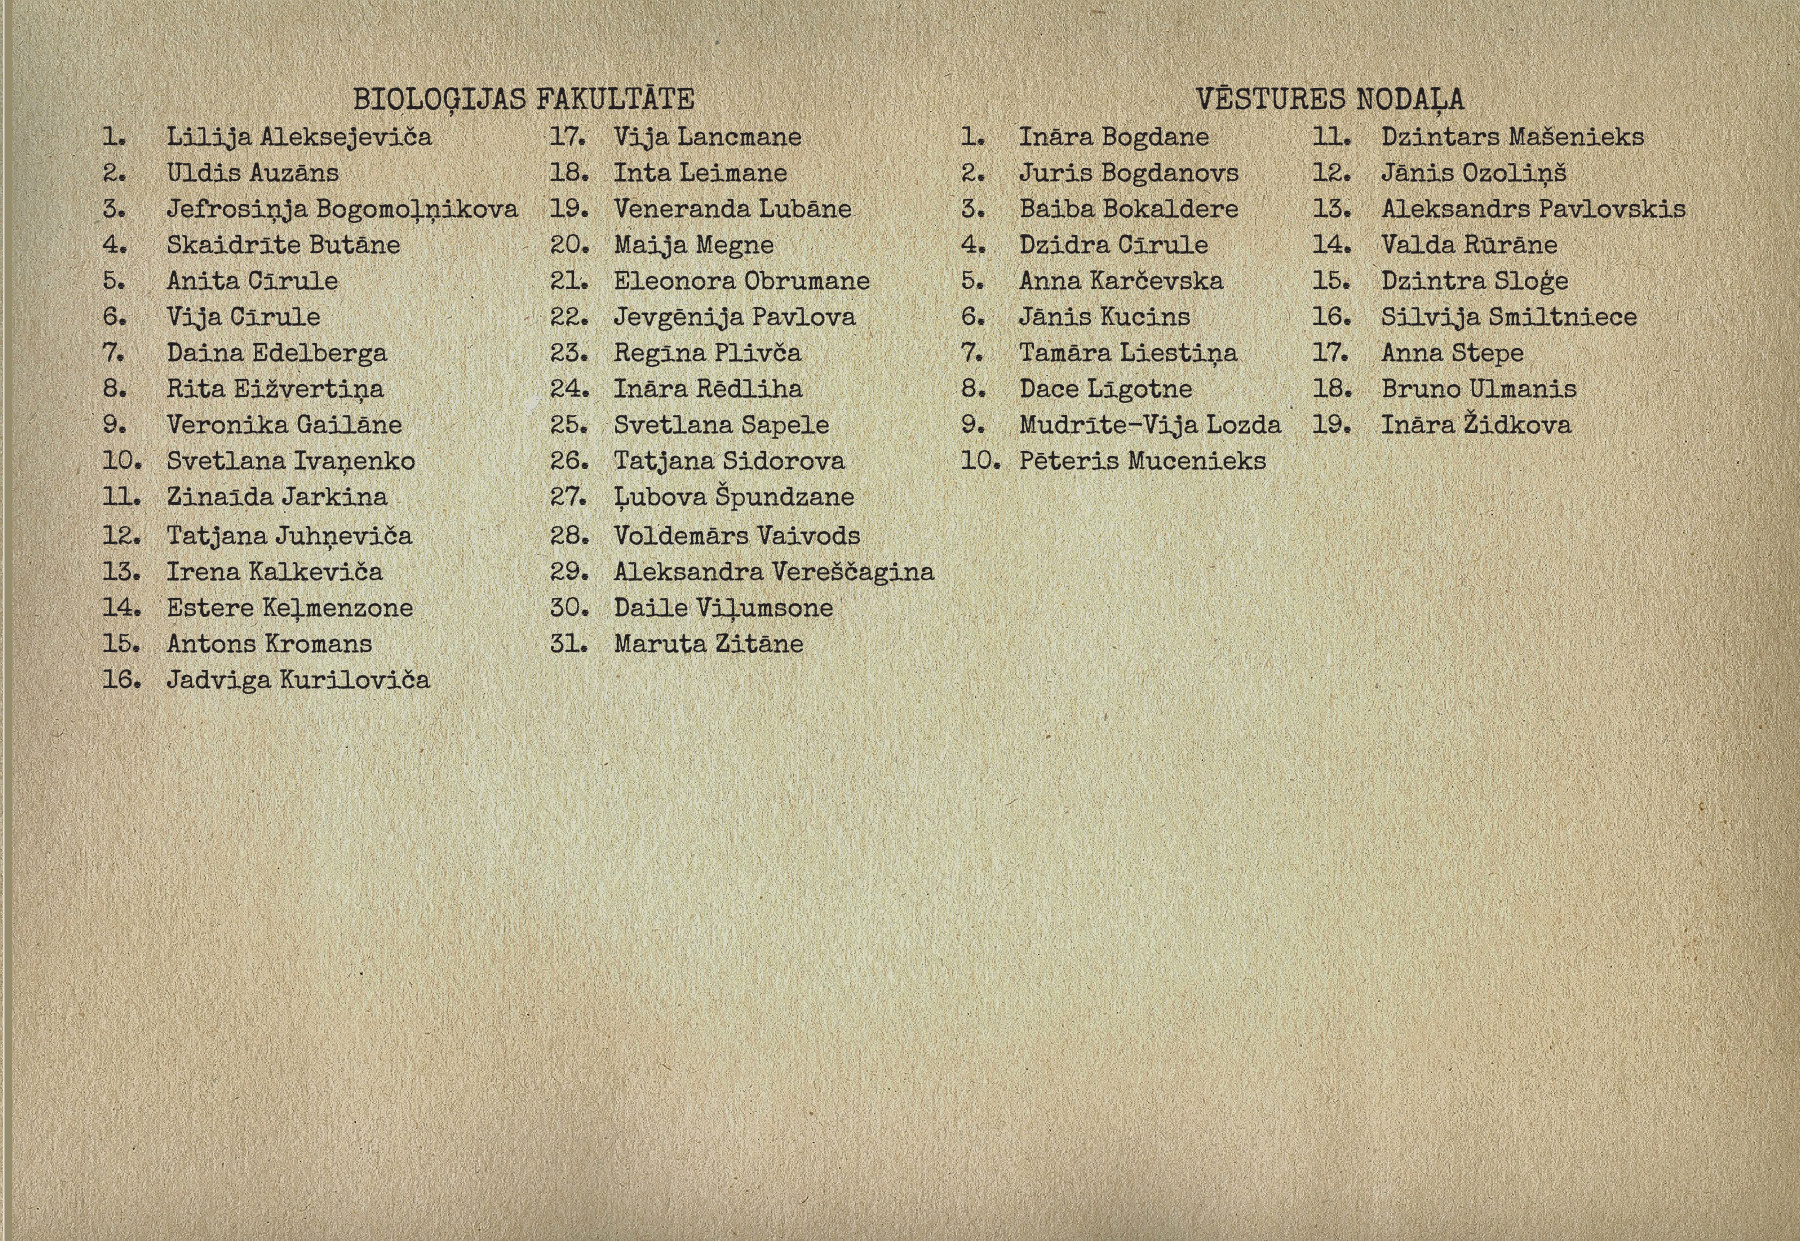 BIOLOĢIJAS FAKULTĀTE
1. Lilija Aleksejeviča
2. Uldis Auzāns
3. Jefrosiņja Bogomoļņikova
4. Skaidrīte Butāne
5. Anita Cīrule
6. Vija Cīrule
7. Daina Edelberga
8. Rita Eižvertiņa
9. Veronika Gailāne
10. Svetlana Ivaņenko
11. Zinaīda Jarkina
12. Tatjana Juhņeviča
13. Irena Kalkeviča
14. Estere Keļmenzone
15. Antons Kromans
16. Jadviga Kuriloviča
17. Vija Lancmane
18. Inta Leimane
19. Veneranda Lubāne
20. Maija Megne
21. Eleonora Obrumane
22. Jevgēnija Pavlova
23. Regīna Plivča
24. Ināra Rēdliha
25. Svetlana Sapele
26. Tatjana Sidorova
27. Ļubova Špundzane
28. Voldemārs Vaivods
29. Aleksandra Vereščagina
30. Daile Viļumsone
31. Maruta Zitāne
VĒSTURES NODAĻA
1. Ināra Bogdane
2. Juris Bogdanovs
3. Baiba Bokaldere
4. Dzidra Cīrule
5. Anna Karčevska
6. Jānis Kucins
7. Tamāra Liestiņa
8. Dace Līgotne
9. Mudrīte-Vija Lozda
10. Pēteris Mucenieks
11. Dzintars Mašenieks
12. Jānis Ozoliņš
13. Aleksandrs Pavlovskis
14. Valda Rūrāne
15. Dzintra Sloģe
16. Silvija Smiltniece
17. Anna Stepe
18. Bruno Ulmanis
19. Ināra Židkova